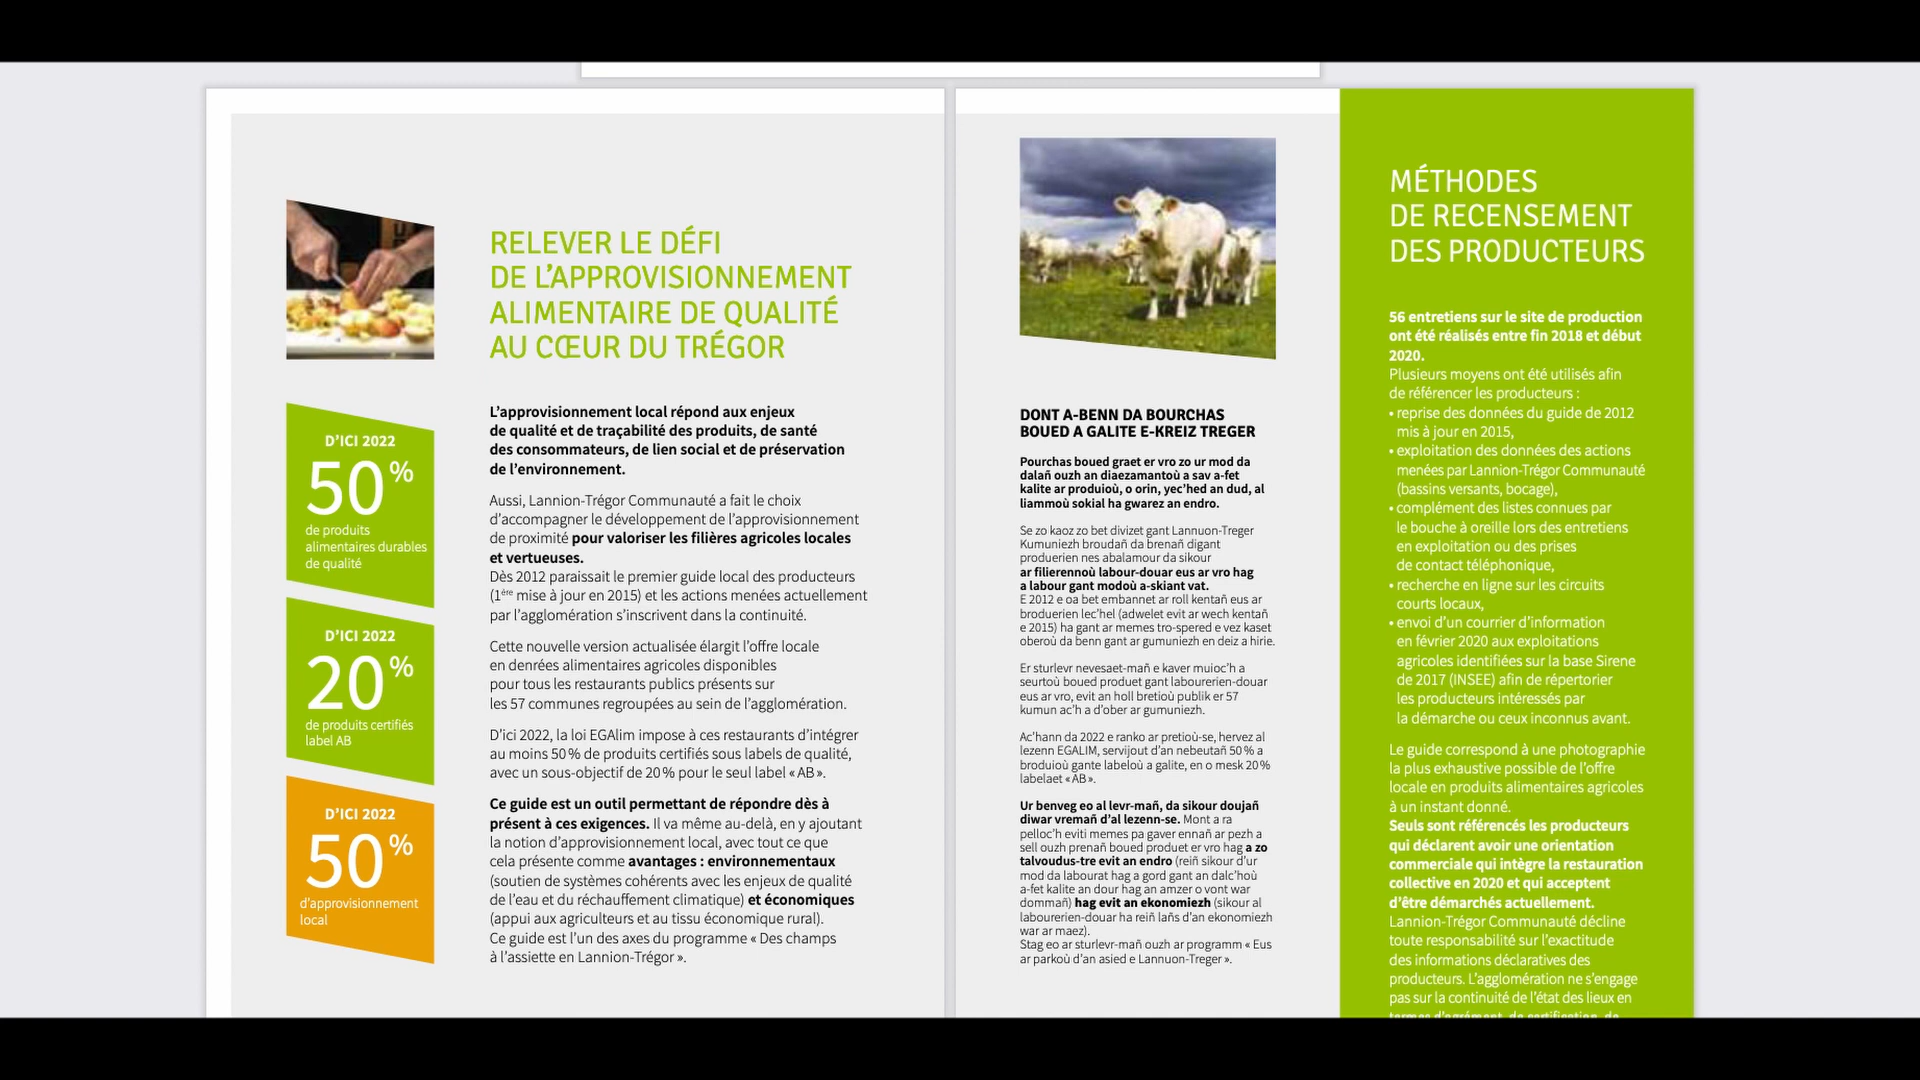 RELEVER LE DÉFI
DE L'APPROVISIONNEMENT
ALIMENTAIRE DE QUALITÉ
AU CŒUR DU TRÉGOR
D'ICI 2022
50%
de produits
alimentaires durables
de qualité
D'ICI 2022
20%
de produits certifiés
label AB
D'ICI 2022
50%
d'approvisionnement
local
L'approvisionnement local répond aux enjeux
de qualité et de traçabilité des produits, de santé
des consommateurs, de lien social et de préservation
de l'environnement.
Aussi, Lannion-Trégor Communauté a fait le choix
d'accompagner le développement de l'approvisionnement
de proximité pour valoriser les filières agricoles locales
et vertueuses.
Dès 2012 paraissait le premier guide local des producteurs
(1ère mise à jour en 2015) et les actions menées actuellement
par l'agglomération s'inscrivent dans la continuité.
Cette nouvelle version actualisée élargit l'offre locale
en denrées alimentaires agricoles disponibles
pour tous les restaurants publics présents sur
les 57 communes regroupées au sein de l'agglomération.
D'ici 2022, la loi EGAlim impose à ces restaurants d'intégrer
au moins 50 % de produits certifiés sous labels de qualité,
avec un sous-objectif de 20 % pour le seul label « AB ».
Ce guide est un outil permettant de répondre dès à
présent à ces exigences. Il va même au-delà, en y ajoutant
la notion d'approvisionnement local, avec tout ce que
cela présente comme avantages : environnementaux
(soutien de systèmes cohérents avec les enjeux de qualité
de l'eau et du réchauffement climatique) et économiques
(appui aux agriculteurs et au tissu économique rural).
Ce guide est l'un des axes du programme « Des champs
à l'assiette en Lannion-Trégor ».
DONT A-BENN DA BOURCHAS
BOUED A GALITE E-KREIZ TREGER
Pourchas boued graet er vro zo ur mod da
dalañ ouzh an diaezamantoù a sav a-fet
kalite ar produioù, o orin, yec'hed an dud, al
liammoù sokial ha gwarez an endro.
Se zo kaoz zo bet divizet gant Lannuon-Treger
Kumuniezh broudañ da brenañ digant
produerien nes abalamour da sikour
ar filierennoù labour-douar eus ar vro hag
a labour gant modoù a-skiant vat.
E 2012 e oa bet embannet ar roll kentañ eus ar
broduerien lec'hel (adwelet evit ar wech kentañ
e 2015) ha gant ar memes tro-spered e vez kaset
oberoù da benn gant ar gumuniezh en deiz a hirie.
Er sturlevr nevesaet-mañ e kaver muioc'h a
seurtoù boued produet gant labourerien-douar
eus ar vro, evit an holl bretioù publik er 57
kumun ac'h a d'ober ar gumuniezh.
Ac'hann da 2022 e ranko ar pretioù-se, hervez al
lezenn EGALIM, servijout d'an nebeutañ 50 % a
broduioù gante labeloù a galite, en o mesk 20 %
labelaet « AB ».
Ur benveg eo al levr-mañ, da sikour doujañ
diwar vremañ d'al lezenn-se. Mont a ra
pelloc'h eviti memes pa gaver ennañ ar pezh a
sell ouzh prenañ boued produet er vro hag a zo
talvoudus-tre evit an endro (reiñ sikour d'ur
mod da labourat hag a gord gant an dalc'hoù
a-fet kalite an dour hag an amzer o vont war
dommañ) hag evit an ekonomiezh (sikour al
labourerien-douar ha reiñ lañs d'an ekonomiezh
war ar maez).
Stag eo ar sturlevr-mañ ouzh ar programm « Eus
ar parkoù d'an asied e Lannuon-Treger ».
MÉTHODES
DE RECENSEMENT
DES PRODUCTEURS
56 entretiens sur le site de production
ont été réalisés entre fin 2018 et début
2020.
Plusieurs moyens ont été utilisés afin
de référencer les producteurs :
• reprise des données du guide de 2012
mis à jour en 2015,
• exploitation des données des actions
menées par Lannion-Trégor Communauté
(bassins versants, bocage),
• complément des listes connues par
le bouche à oreille lors des entretiens
en exploitation ou des prises
de contact téléphonique,
• recherche en ligne sur les circuits
courts locaux,
• envoi d'un courrier d'information
en février 2020 aux exploitations
agricoles identifiées sur la base Sirene
de 2017 (INSEE) afin de répertorier
les producteurs intéressés par
la démarche ou ceux inconnus avant.
Le guide correspond à une photographie
la plus exhaustive possible de l'offre
locale en produits alimentaires agricoles
à un instant donné.
Seuls sont référencés les producteurs
qui déclarent avoir une orientation
commerciale qui intègre la restauration
collective en 2020 et qui acceptent
d'être démarchés actuellement.
Lannion-Trégor Communauté décline
toute responsabilité sur l'exactitude
des informations déclaratives des
producteurs. L'agglomération ne s'engage
pas sur la continuité de l'état des lieux en
termes d'agrément, de certification, de